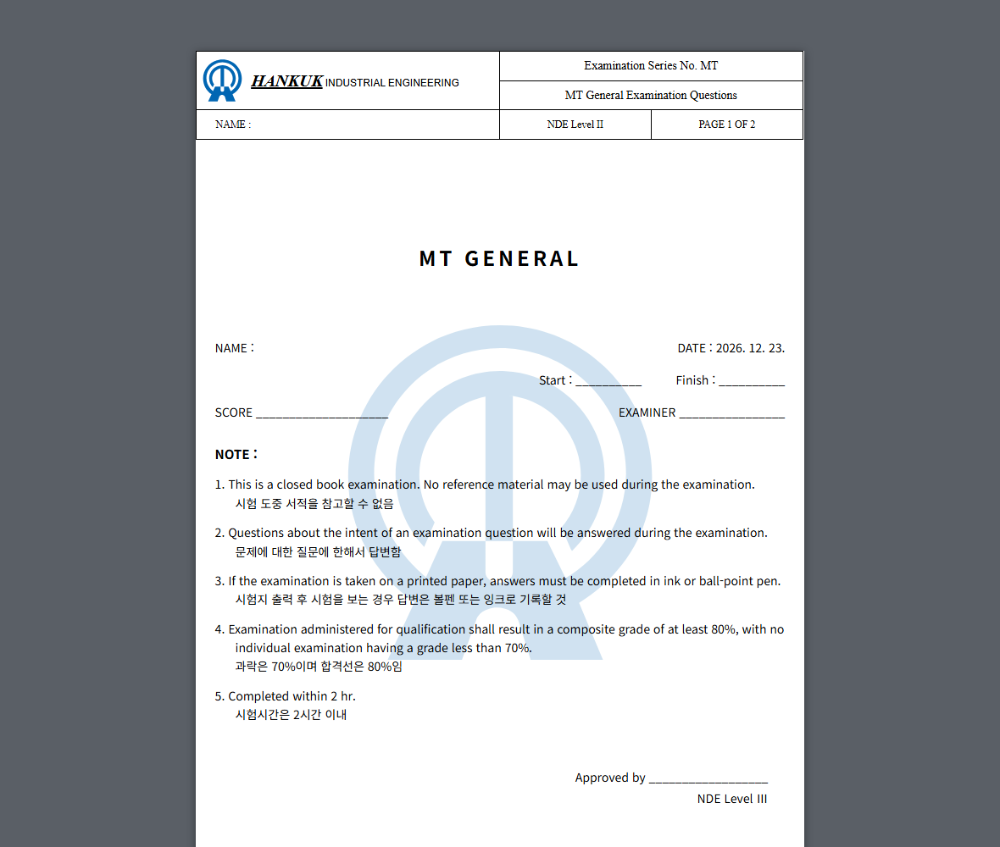 HANKUK INDUSTRIAL ENGINEERING
Examination Series No. MT
MT General Examination Questions
NAME :
NDE Level II
PAGE 1 OF 2
MT GENERAL
NAME :
DATE : 2026. 12. 23.
Start : __________ Finish : __________
SCORE ____________________
EXAMINER ________________
NOTE :
1. This is a closed book examination. No reference material may be used during the examination.
시험 도중 서적을 참고할 수 없음
2. Questions about the intent of an examination question will be answered during the examination.
문제에 대한 질문에 한해서 답변함
3. If the examination is taken on a printed paper, answers must be completed in ink or ball-point pen.
시험지 출력 후 시험을 보는 경우 답변은 볼펜 또는 잉크로 기록할 것
4. Examination administered for qualification shall result in a composite grade of at least 80%, with no
individual examination having a grade less than 70%.
과락은 70%이며 합격선은 80%임
5. Completed within 2 hr.
시험시간은 2시간 이내
Approved by __________________
NDE Level III